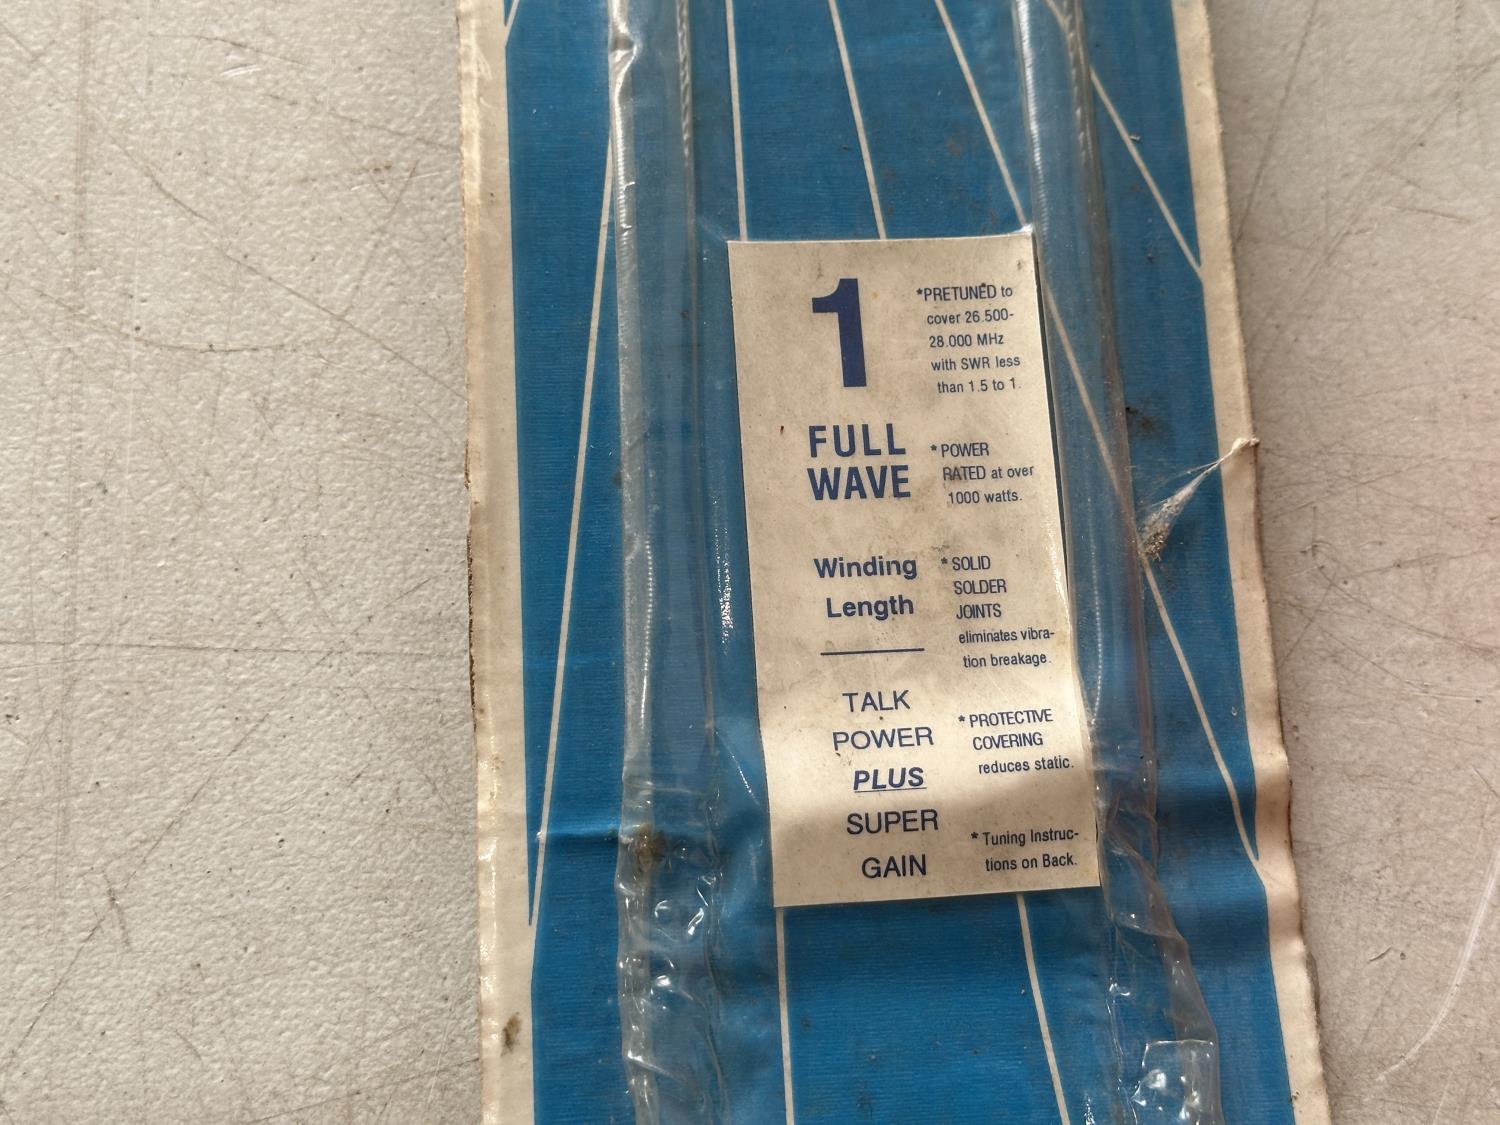 1
FULL
WAVE
Winding
Length
TALK
POWER
PLUS
SUPER
GAIN
*PRETUNED to
cover 26.500-
28.000 MHz
with SWR less
than 1.5 to 1.
* POWER
RATED at over
1000 watts.
* SOLID
SOLDER
JOINTS
eliminates vibra-
tion breakage.
* PROTECTIVE
COVERING
reduces static.
* Tuning Instruc-
tions on Back.